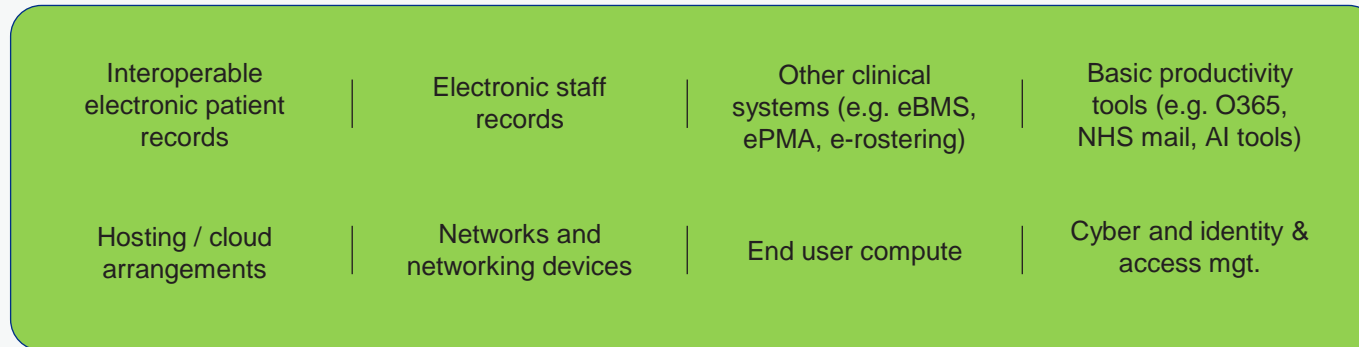 Interoperable
electronic patient
records
Electronic staff
records
Other clinical
systems (e.g. eBMS,
ePMA, e-rostering)
Basic productivity
tools (e.g. O365,
NHS mail, AI tools)
Hosting / cloud
arrangements
Networks and
networking devices
End user compute
Cyber and identity &
access mgt.